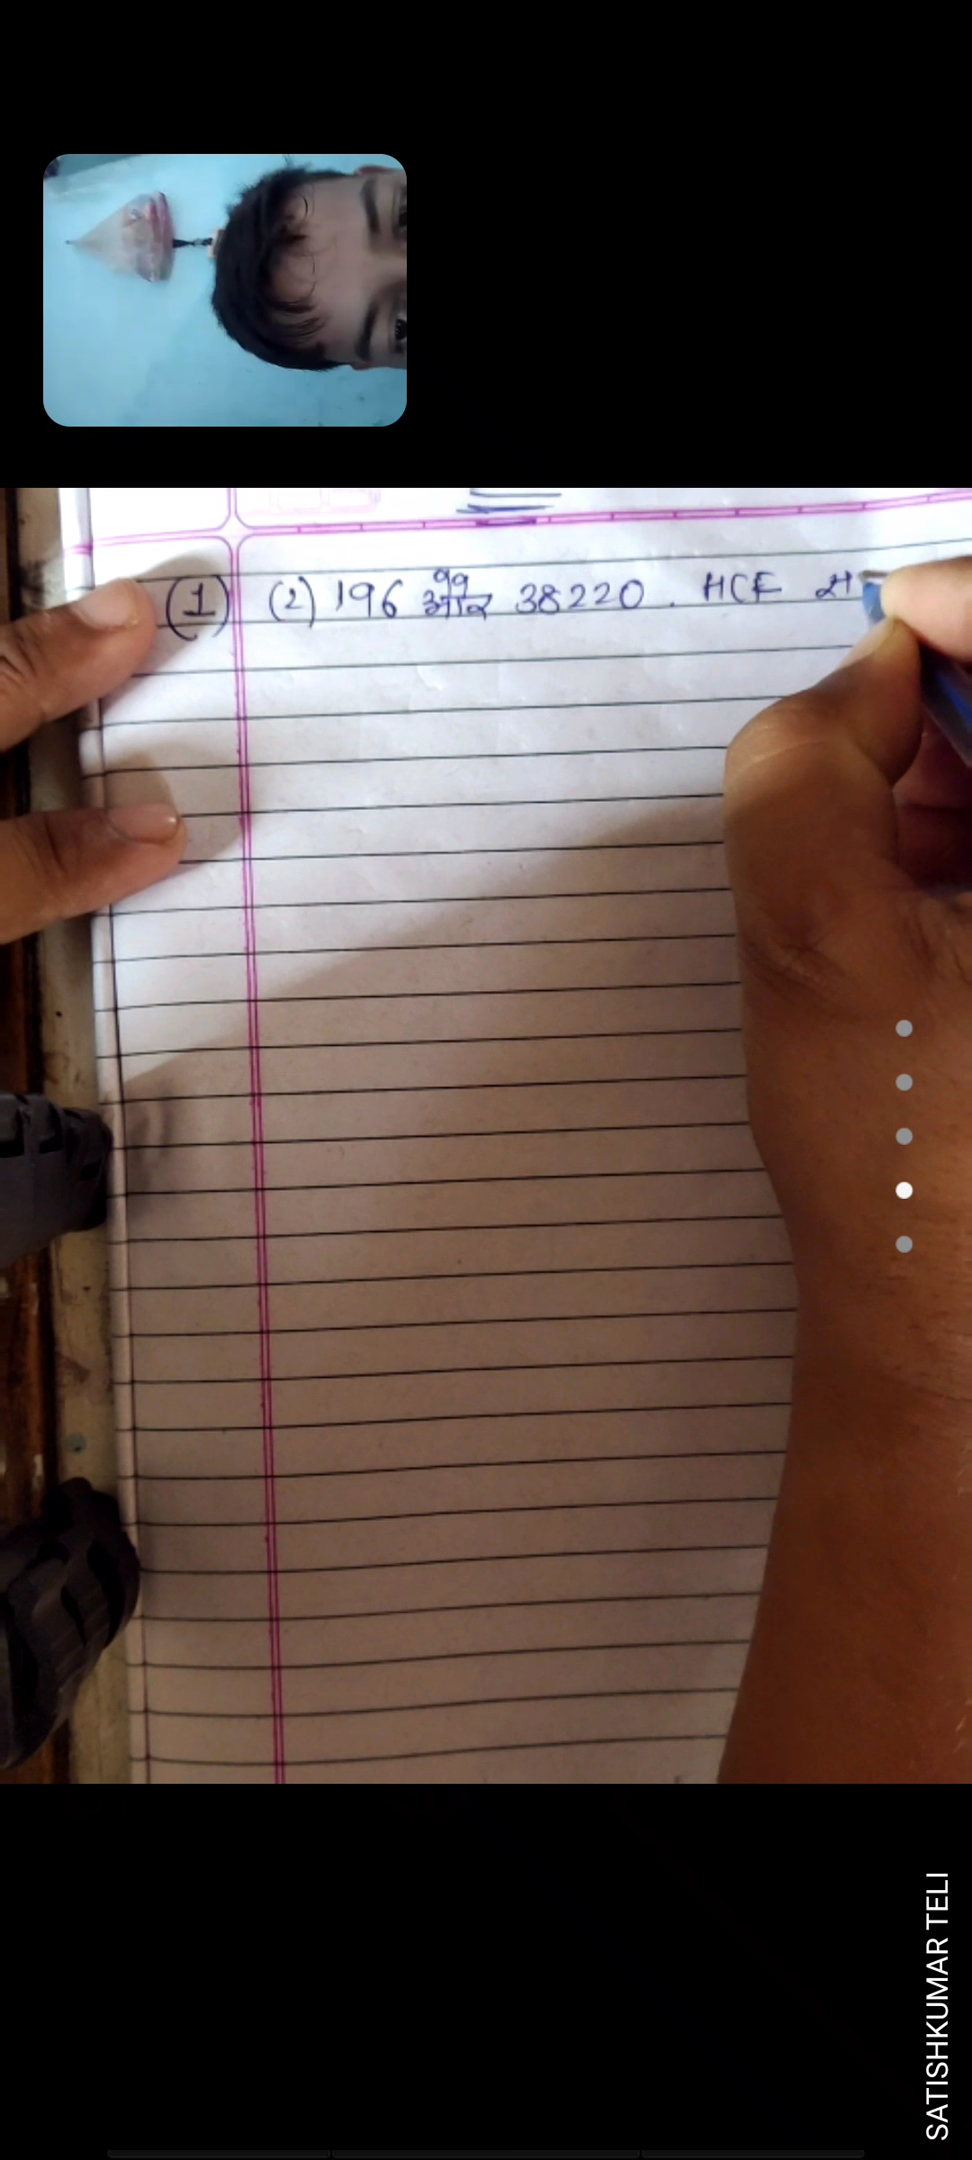 (1) (2) 196 और 38220. HCF
SATISHKUMAR TELI